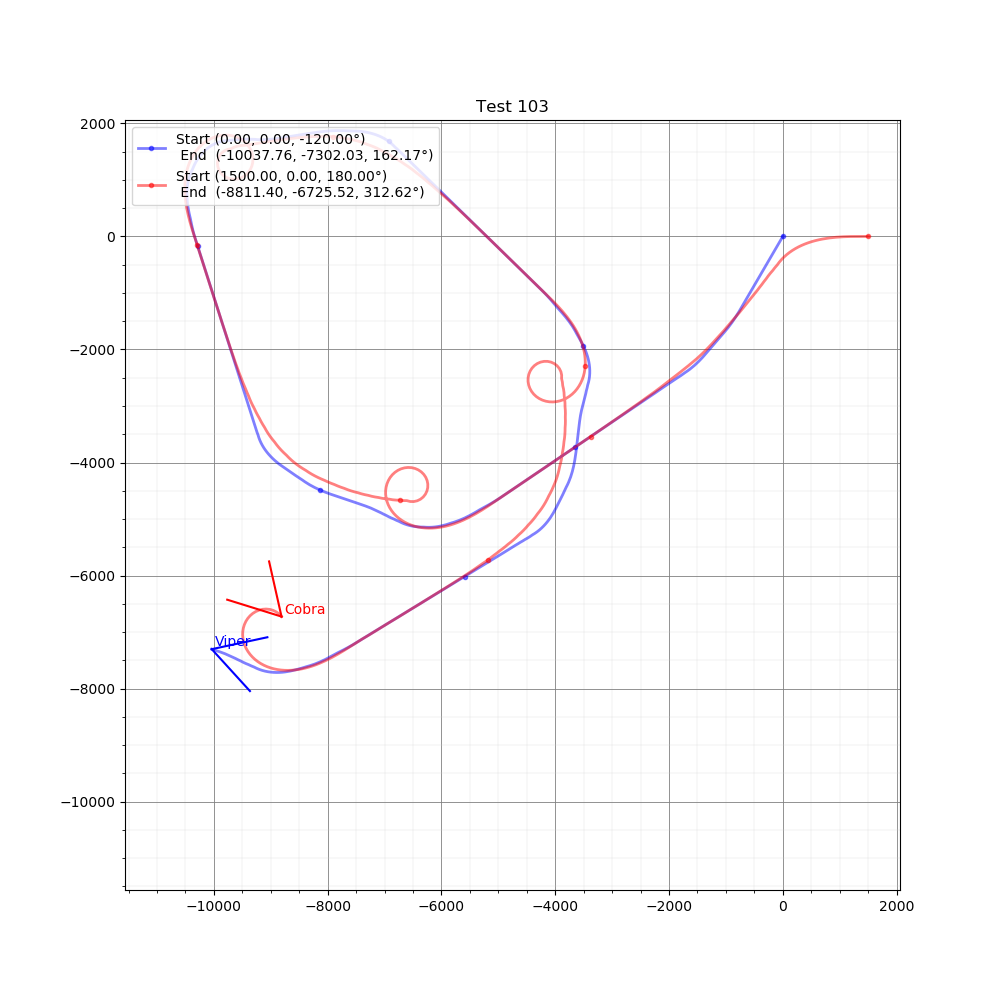 Test 103
Start (0.00, 0.00, -120.00°)
End  (-10037.76, -7302.03, 162.17°)
Start (1500.00, 0.00, 180.00°)
End  (-8811.40, -6725.52, 312.62°)
2000
0
−2000
−4000
−6000
−8000
−10000
Cobra
Viper
−10000 −8000 −6000 −4000 −2000 0 2000